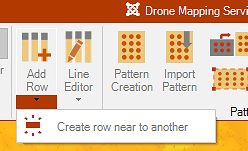 Drone Mapping Servi
Add Row
Line Editor
Pattern Creation
Import Pattern
Patt
Create row near to another